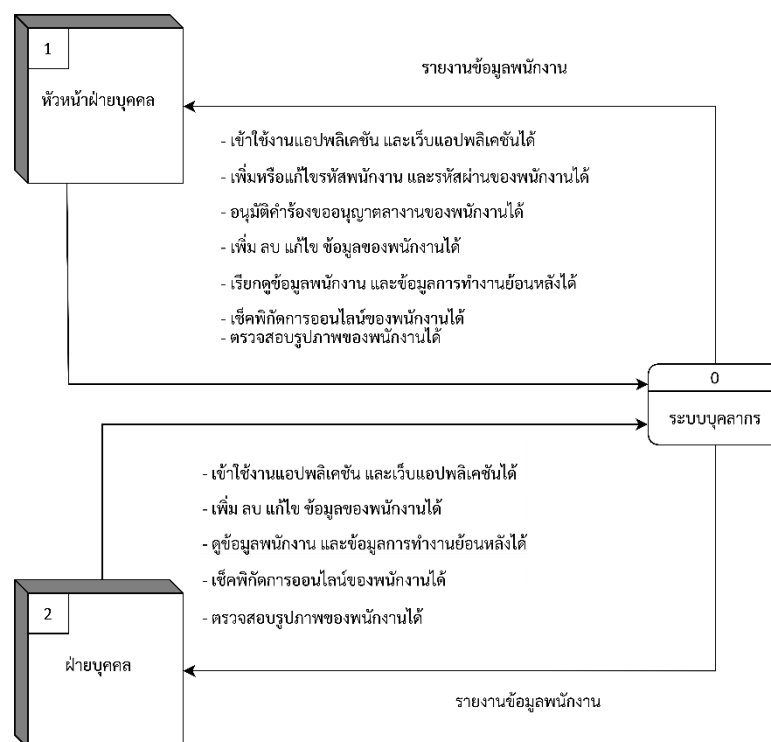 1
หัวหน้าฝ่ายบุคคล
รายงานข้อมูลพนักงาน
- เข้าใช้งานแอปพลิเคชัน และเว็บแอปพลิเคชันได้
- เพิ่มหรือแก้ไขรหัสพนักงาน และรหัสผ่านของพนักงานได้
- อนุมัติคำร้องขออนุญาตลางานของพนักงานได้
- เพิ่ม ลบ แก้ไข ข้อมูลของพนักงานได้
- เรียกดูข้อมูลพนักงาน และข้อมูลการทำงานย้อนหลังได้
- เช็คพิกัดการออนไลน์ของพนักงานได้
- ตรวจสอบรูปภาพของพนักงานได้
0
ระบบบุคลากร
- เข้าใช้งานแอปพลิเคชัน และเว็บแอปพลิเคชันได้
- เพิ่ม ลบ แก้ไข ข้อมูลของพนักงานได้
- ดูข้อมูลพนักงาน และข้อมูลการทำงานย้อนหลังได้
- เช็คพิกัดการออนไลน์ของพนักงานได้
- ตรวจสอบรูปภาพของพนักงานได้
2
ฝ่ายบุคคล
รายงานข้อมูลพนักงาน